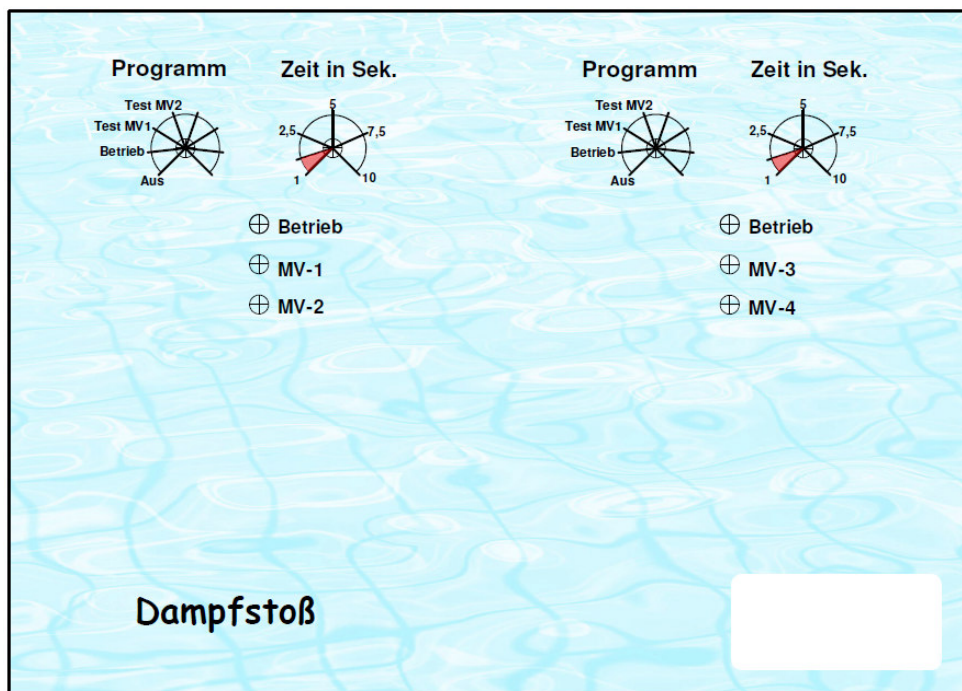 Programm Zeit in Sek. Programm Zeit in Sek.
Test MV2 5 Test MV2 5
Test MV1 2,5 7,5 Test MV1 2,5 7,5
Betrieb Betrieb
Aus 1 10 Aus 1 10
Betrieb Betrieb
MV-1 MV-3
MV-2 MV-4
Dampfstoß